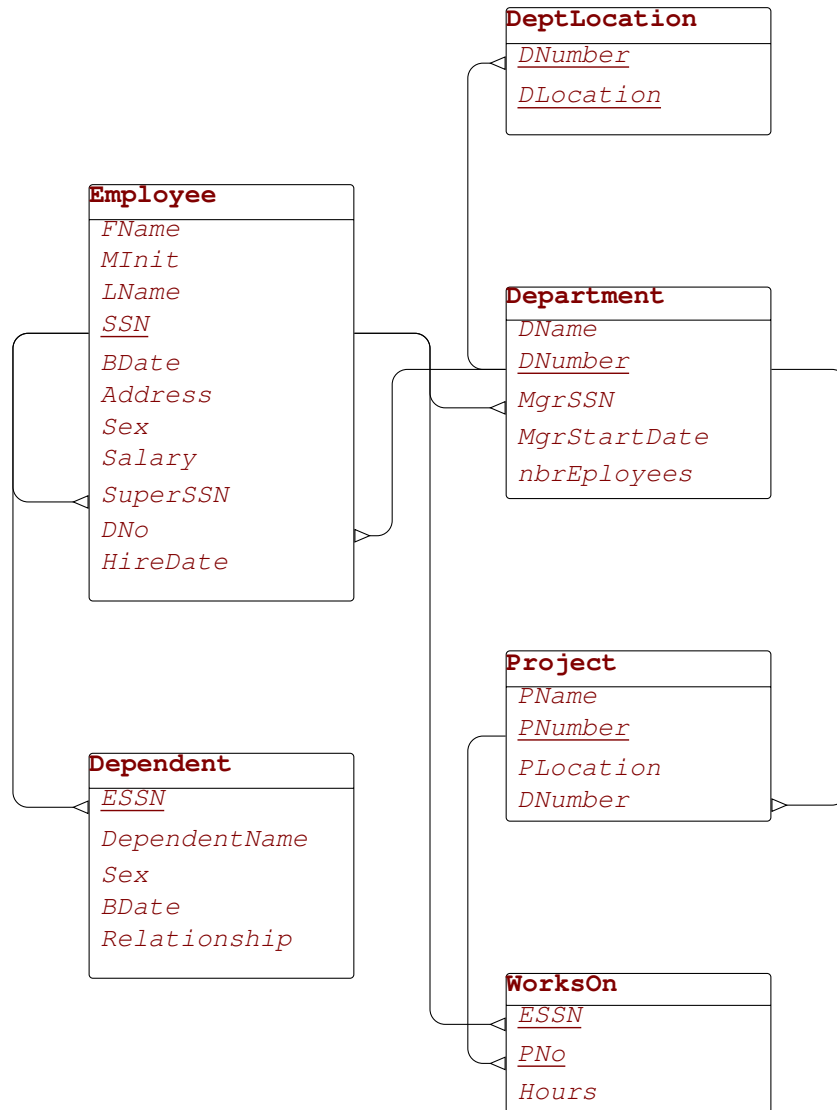 DeptLocation
DNumber
DLocation
Employee
FName
MInit
LName
SSN
BDate
Address
Sex
Salary
SuperSSN
DNo
HireDate
Department
DName
DNumber
MgrSSN
MgrStartDate
nbrEployees
Project
PName
PNumber
PLocation
DNumber
Dependent
ESSN
DependentName
Sex
BDate
Relationship
WorksOn
ESSN
PNo
Hours